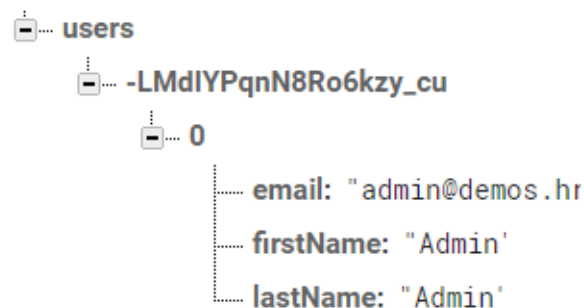 users
-LMdIYPqnN8Ro6kzy_cu
0
email: "admin@demos.hr
firstName: "Admin'
lastName: "Admin'